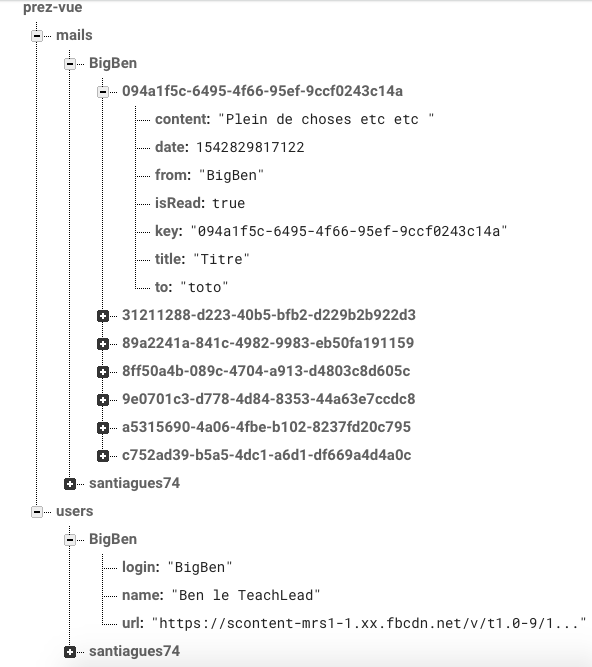 prez-vue
mails
BigBen
094a1f5c-6495-4f66-95ef-9ccf0243c14a
content: "Plein de choses etc etc "
date: 1542829817122
from: "BigBen"
isRead: true
key: "094a1f5c-6495-4f66-95ef-9ccf0243c14a"
title: "Titre"
to: "toto"
31211288-d223-40b5-bfb2-d229b2b922d3
89a2241a-841c-4982-9983-eb50fa191159
8ff50a4b-089c-4704-a913-d4803c8d605c
9e0701c3-d778-4d84-8353-44a63e7ccdc8
a5315690-4a06-4fbe-b102-8237fd20c795
c752ad39-b5a5-4dc1-a6d1-df669a4d4a0c
santiagues74
users
BigBen
login: "BigBen"
name: "Ben le TeachLead"
url: "https://scontent-mrs1-1.xx.fbcdn.net/v/t1.0-9/1..."
santiagues74